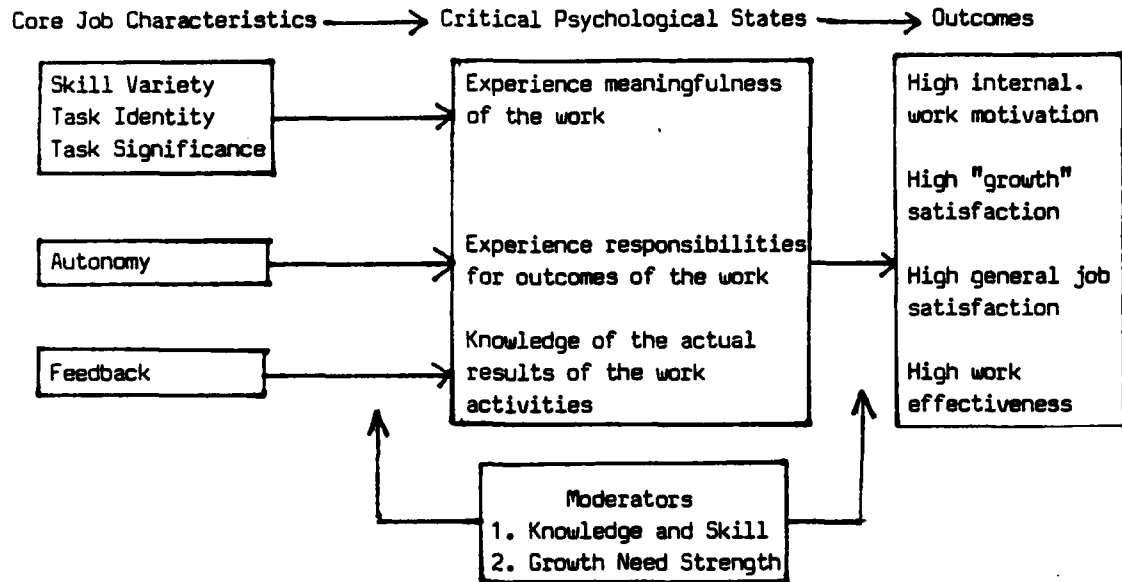 Core Job Characteristics Critical Psychological States Outcomes
Skill Variety
Task Identity
Task Significance
Experience meaningfulness
of the work
High internal.
work motivation
High "growth"
satisfaction
Autonomy
Experience responsibilities
for outcomes of the work
High general job
satisfaction
Feedback
Knowledge of the actual
results of the work
activities
High work
effectiveness
Moderators
1. Knowledge and Skill
2. Growth Need Strength